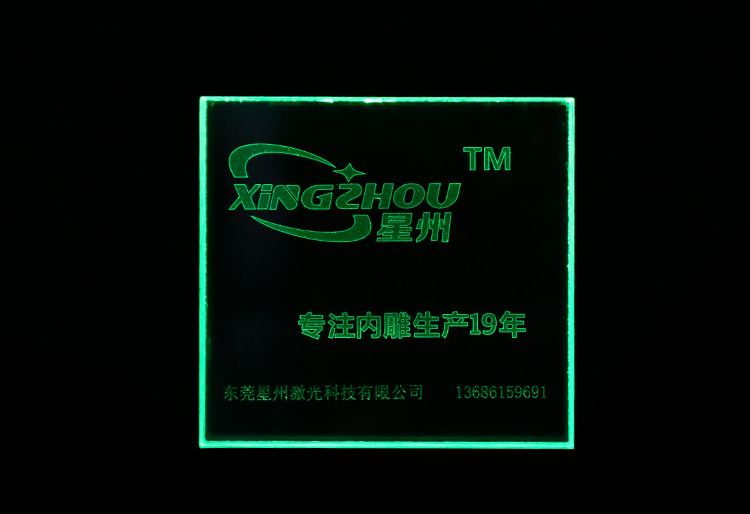 TM
XiNGZHOU
星州
专注内雕生产19年
东莞星州激光科技有限公司 13686159691